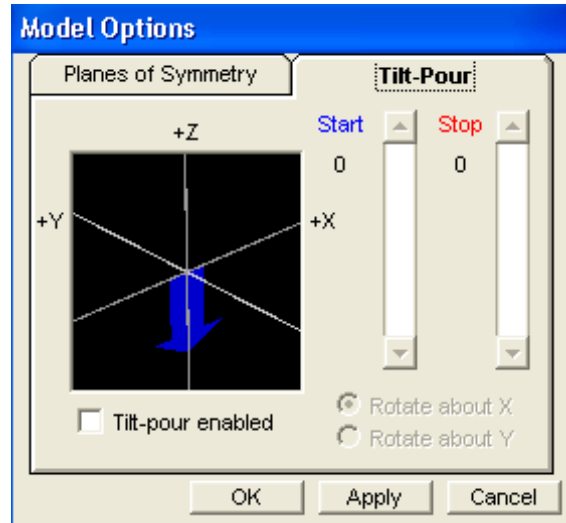 Model Options
Planes of Symmetry
Tilt-Pour
+Z
Start
Stop
0
0
+Y
+X
Tilt-pour enabled
Rotate about X
Rotate about Y
OK
Apply
Cancel